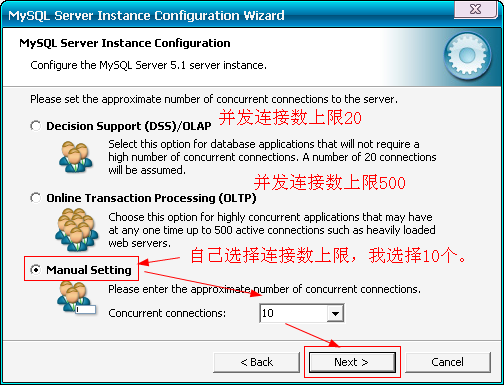 MySQL Server Instance Configuration Wizard
MySQL Server Instance Configuration
Configure the MySQL Server 5.1 server instance.
Please set the approximate number of concurrent connections to the server.
Decision Support (DSS)/OLAP
并发连接数上限20
Select this option for database applications that will not require a
high number of concurrent connections. A number of 20 connections
will be assumed.
并发连接数上限500
Online Transaction Processing (OLTP)
Choose this option for highly concurrent applications that may have
at any one time up to 500 active connections such as heavily loaded
web servers.
自己选择连接数上限，我选择10个。
Manual Setting
Please enter the approximate number of concurrent connections.
Concurrent connections:
10
< Back
Next >
Cancel